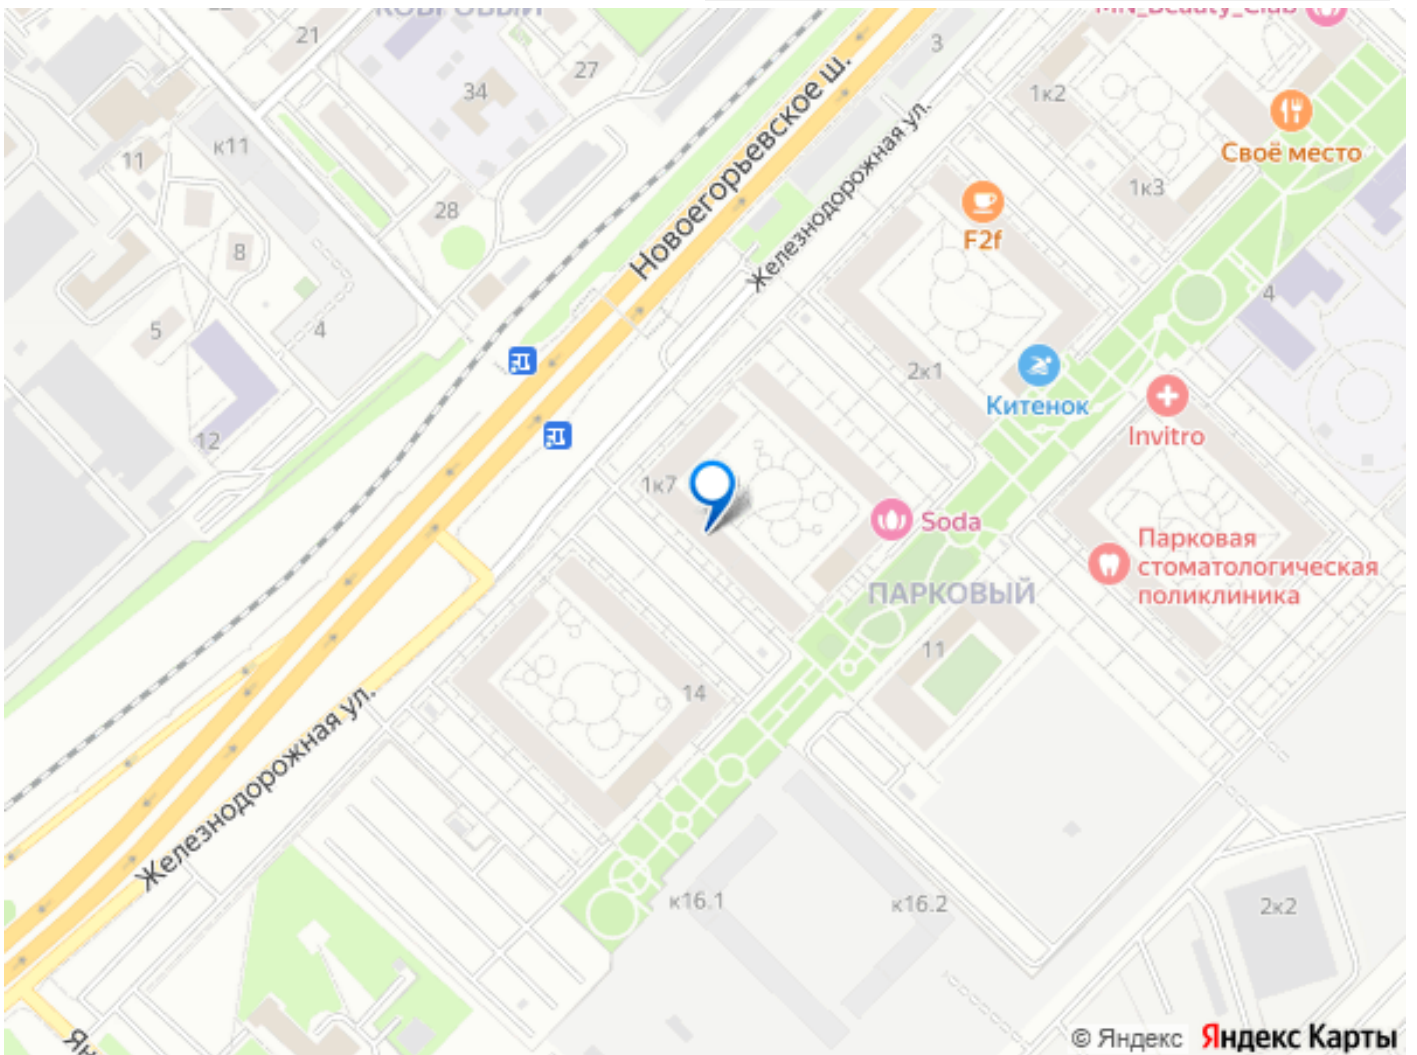 КОВРОВЫЙ
MN_Beauty_Club
21
3
27
34
1к2
Новоегорьевское ш.
Железнодорожная ул.
Своё место
к11
11
1к3
28
F2f
8
4
5
4
2к1
Китенок
Invitro
12
1к7
Soda
Парковая
стоматологическая
поликлиника
ПАРКОВЫЙ
11
14
Железнодорожная ул.
к16.1
к16.2
2к2
© Яндекс Яндекс Карты